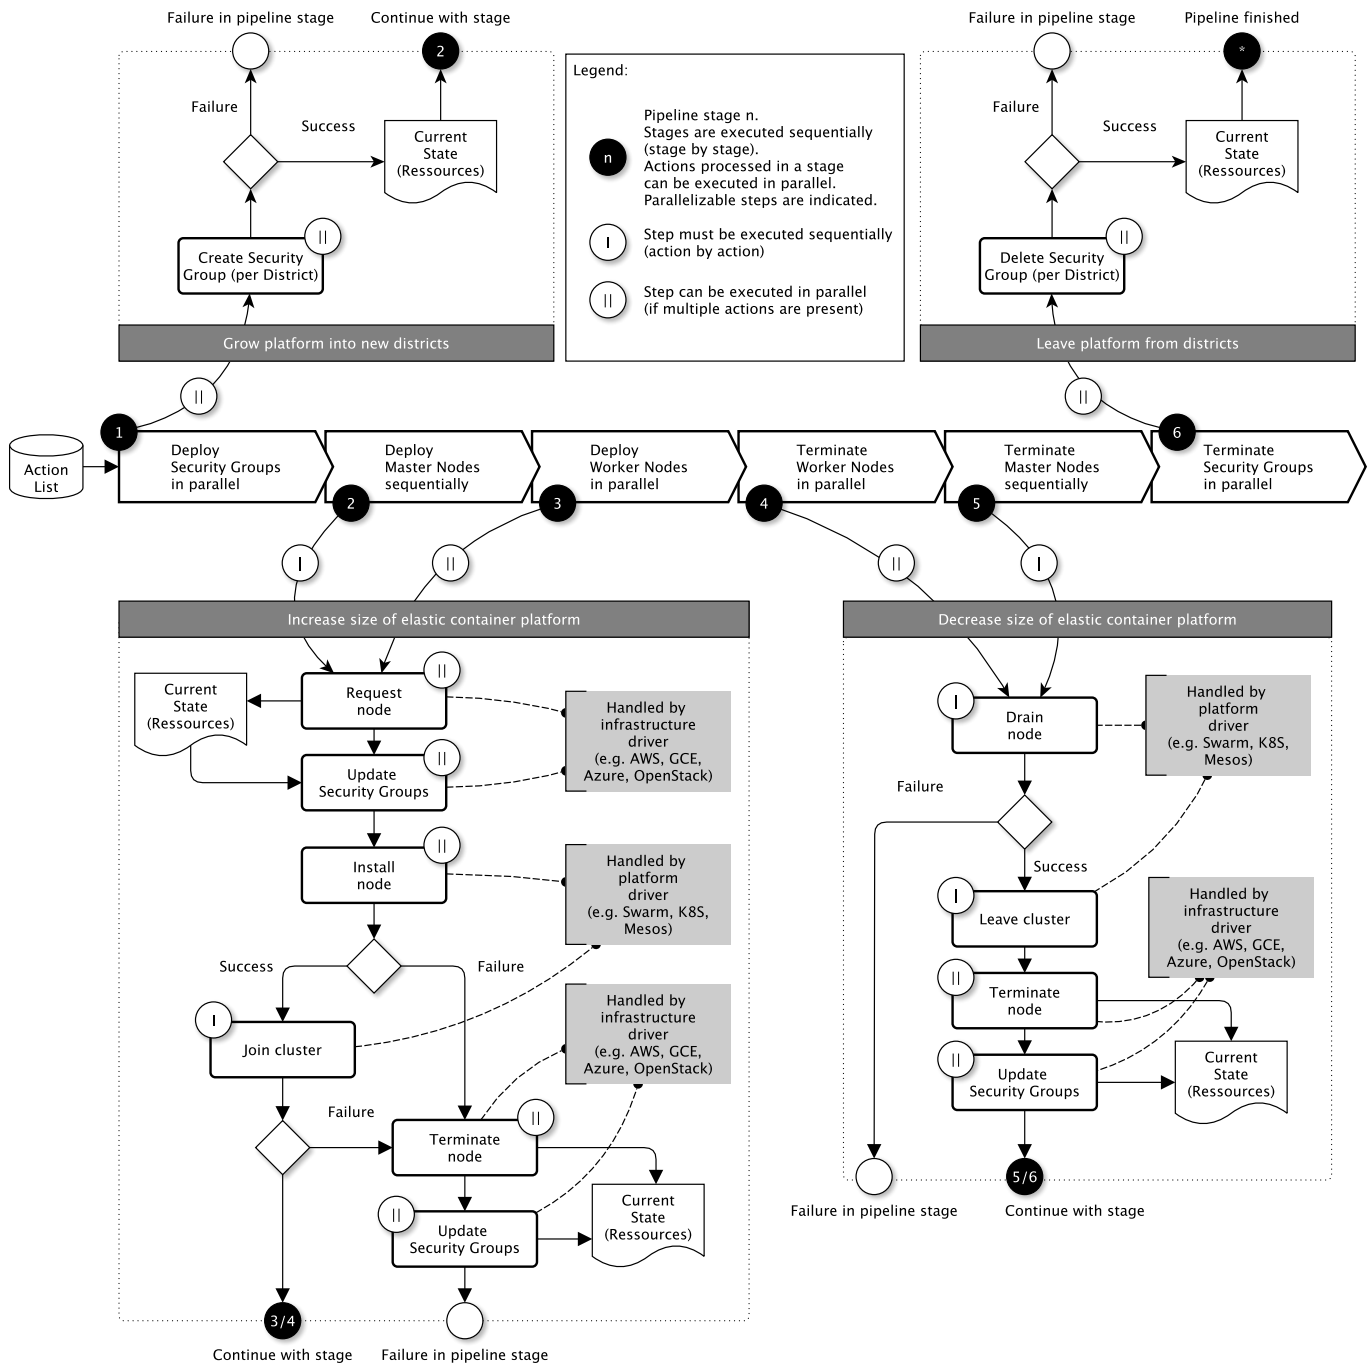 Failure in pipeline stage
Continue with stage
2
Failure
Success
Current
State
(Ressources)
||
Create Security
Group (per District)
Grow platform into new districts
Legend:
n
Pipeline stage n.
Stages are executed sequentially
(stage by stage).
Actions processed in a stage
can be executed in parallel.
Parallelizable steps are indicated.
I
Step must be executed sequentially
(action by action)
||
Step can be executed in parallel
(if multiple actions are present)
Failure in pipeline stage
Pipeline finished
*
Failure
Success
Current
State
(Ressources)
||
Delete Security
Group (per District)
Leave platform from districts
||
||
Action
List
1
Deploy
Security Groups
in parallel
2
Deploy
Master Nodes
sequentially
3
Deploy
Worker Nodes
in parallel
4
Terminate
Worker Nodes
in parallel
5
Terminate
Master Nodes
sequentially
6
Terminate
Security Groups
in parallel
I
||
||
I
Increase size of elastic container platform
Current
State
(Ressources)
||
Request
node
||
Update
Security Groups
Handled by
infrastructure
driver
(e.g. AWS, GCE,
Azure, OpenStack)
||
Install
node
Handled by
platform
driver
(e.g. Swarm, K8S,
Mesos)
Success
Failure
I
Join cluster
Handled by
infrastructure
driver
(e.g. AWS, GCE,
Azure, OpenStack)
Failure
||
Terminate
node
||
Update
Security Groups
Current
State
(Ressources)
3/4
Continue with stage
Failure in pipeline stage
Decrease size of elastic container platform
I
Drain
node
Handled by
platform
driver
(e.g. Swarm, K8S,
Mesos)
Failure
Success
I
Leave cluster
Handled by
infrastructure
driver
(e.g. AWS, GCE,
Azure, OpenStack)
||
Terminate
node
||
Update
Security Groups
Current
State
(Ressources)
5/6
Failure in pipeline stage
Continue with stage